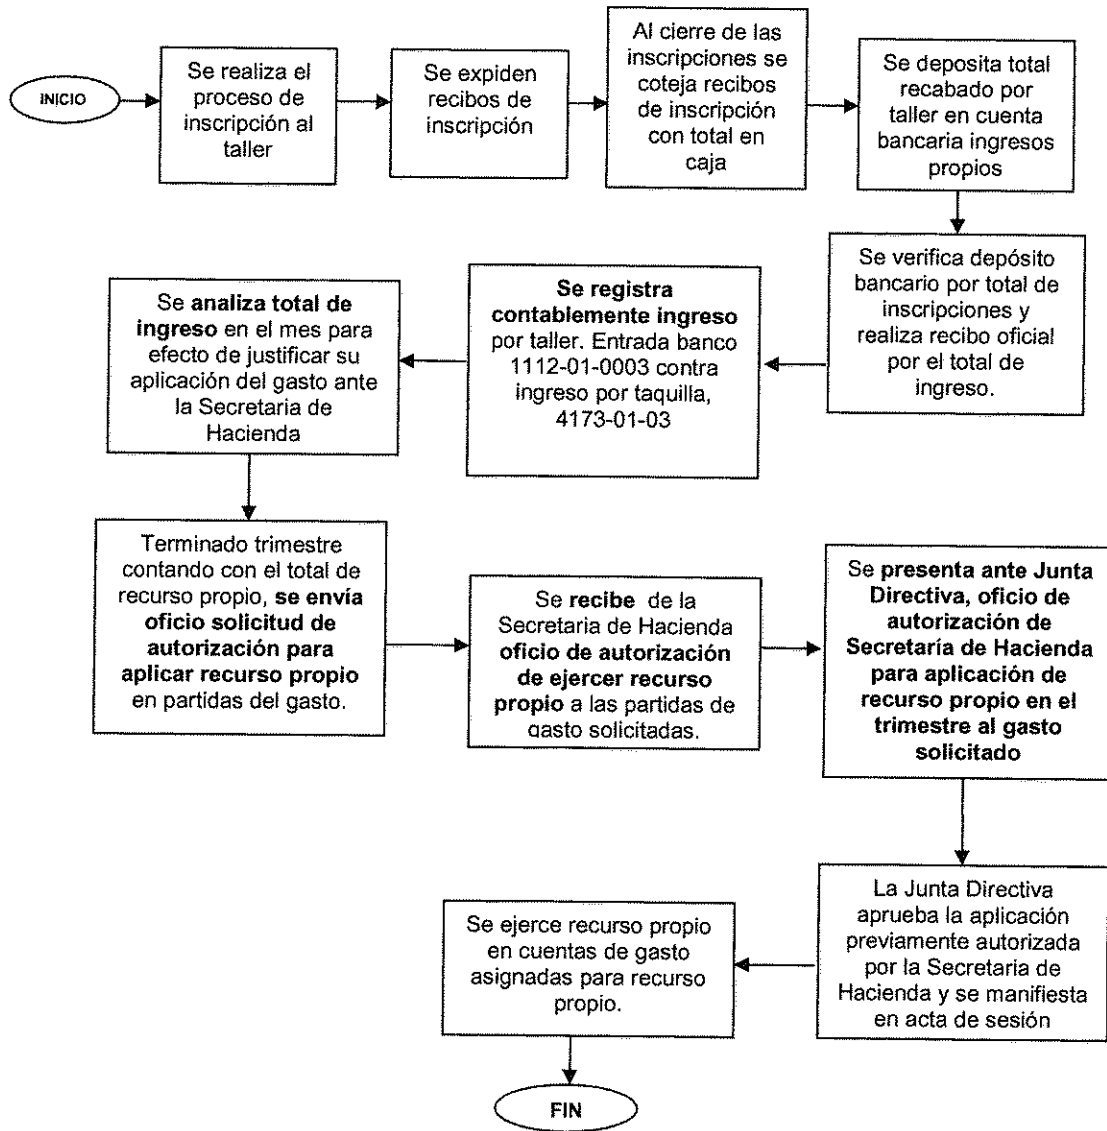 INICIO
Se realiza el
proceso de
inscripción al
taller
Se expiden
recibos de
inscripción
Al cierre de las
inscripciones se
coteja recibos
de inscripción
con total en
caja
Se deposita total
recabado por
taller en cuenta
bancaria ingresos
propios
Se verifica depósito
bancario por total de
inscripciones y
realiza recibo oficial
por el total de
ingreso.
Se registra
contablemente ingreso
por taller. Entrada banco
1112-01-0003 contra
ingreso por taquilla,
4173-01-03
Se analiza total de
ingreso en el mes para
efecto de justificar su
aplicación del gasto ante
la Secretaria de
Hacienda
Terminado trimestre
contando con el total de
recurso propio, se envía
oficio solicitud de
autorización para
aplicar recurso propio
en partidas del gasto.
Se recibe de la
Secretaria de Hacienda
oficio de autorización
de ejercer recurso
propio a las partidas de
gasto solicitadas.
Se presenta ante Junta
Directiva, oficio de
autorización de
Secretaría de Hacienda
para aplicación de
recurso propio en el
trimestre al gasto
solicitado
La Junta Directiva
aprueba la aplicación
previamente autorizada
por la Secretaria de
Hacienda y se manifiesta
en acta de sesión
Se ejerce recurso propio
en cuentas de gasto
asignadas para recurso
propio.
FIN